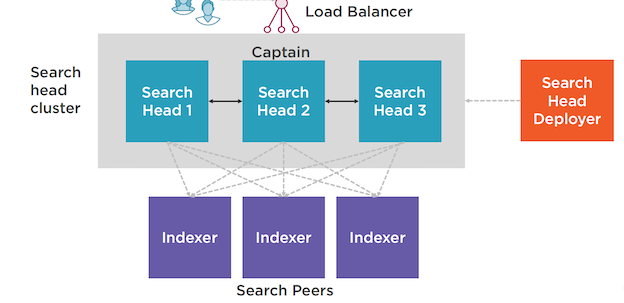 Load Balancer
Captain
Search
head
cluster
Search
Head 1
Search
Head 2
Search
Head 3
Search
Head
Deployer
Indexer
Indexer
Indexer
Search Peers